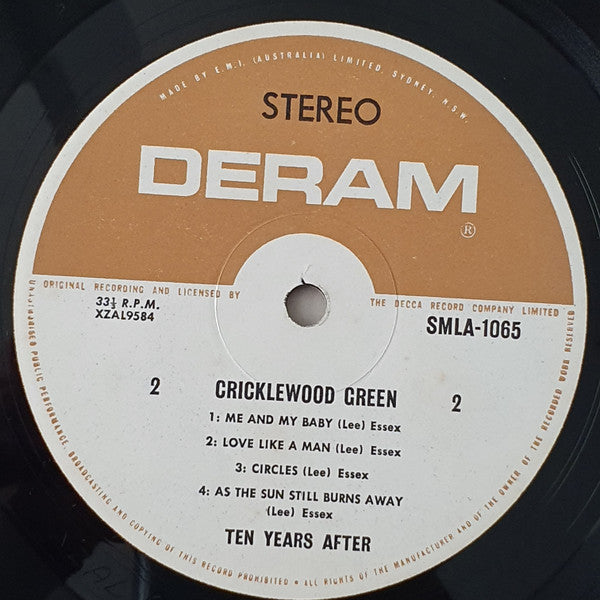 MADE BY E.M.I. (AUSTRALIA) LIMITED, SYDNEY, N.S.W.
STEREO
DERAM
®
ORIGINAL RECORDING AND LICENSED BY THE DECCA RECORD COMPANY LIMITED
33⅓ R.P.M.
XZAL9584
SMLA-1065
2 CRICKLEWOOD GREEN 2
1: ME AND MY BABY (Lee) Essex
2: LOVE LIKE A MAN (Lee) Essex
3: CIRCLES (Lee) Essex
4: AS THE SUN STILL BURNS AWAY
(Lee) Essex
TEN YEARS AFTER
UNAUTHORISED PUBLIC PERFORMANCE, BROADCASTING AND COPYING OF THIS RECORD PROHIBITED • ALL RIGHTS OF THE MANUFACTURER AND OF THE OWNER OF THE RECORDED WORK RESERVED